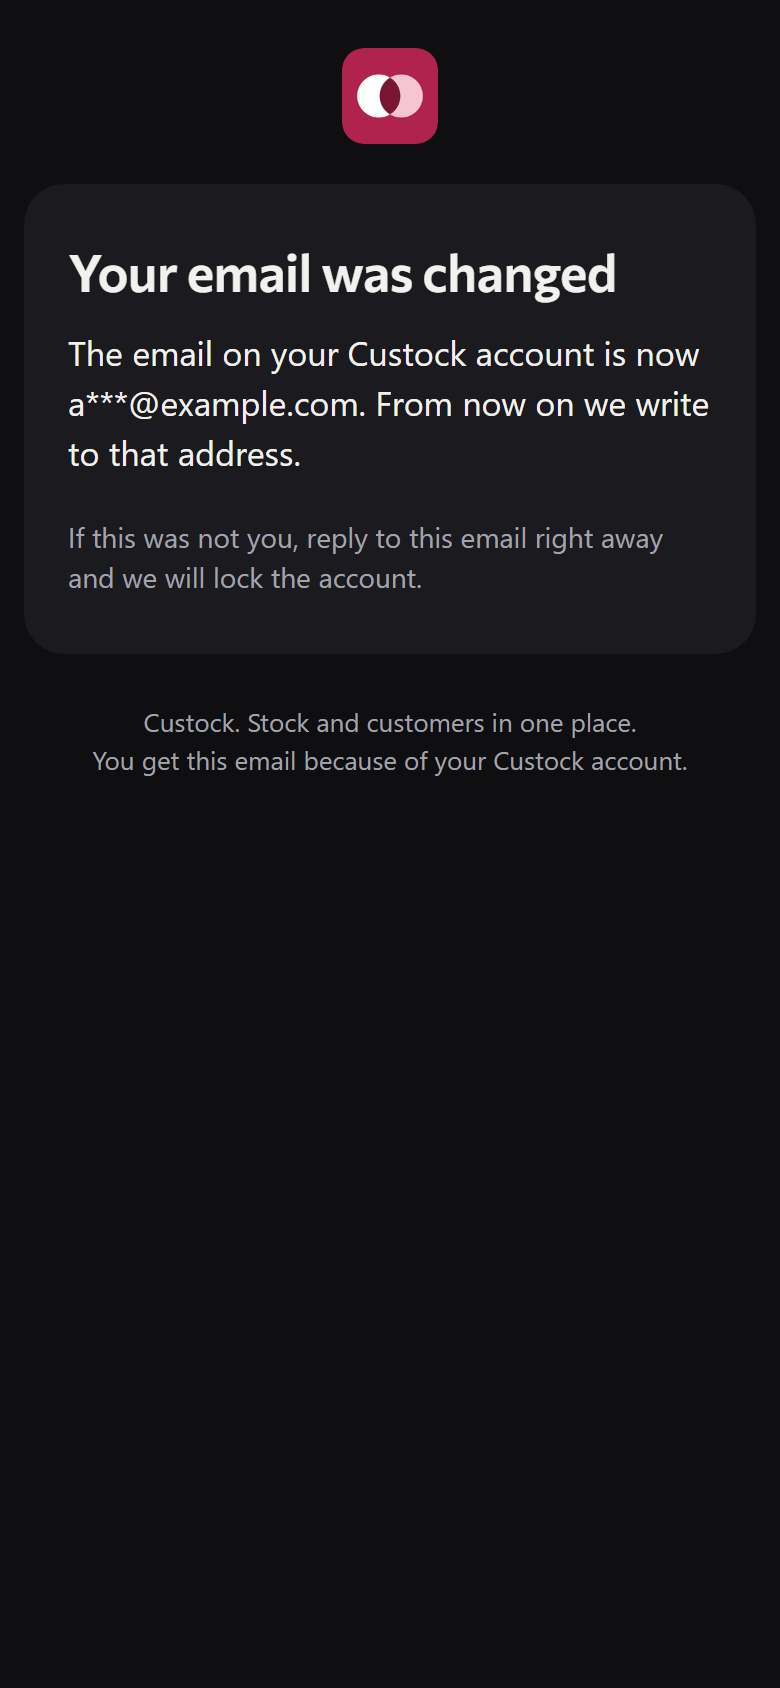 Your email was changed
The email on your Custock account is now
a***@example.com. From now on we write
to that address.
If this was not you, reply to this email right away
and we will lock the account.
Custock. Stock and customers in one place.
You get this email because of your Custock account.